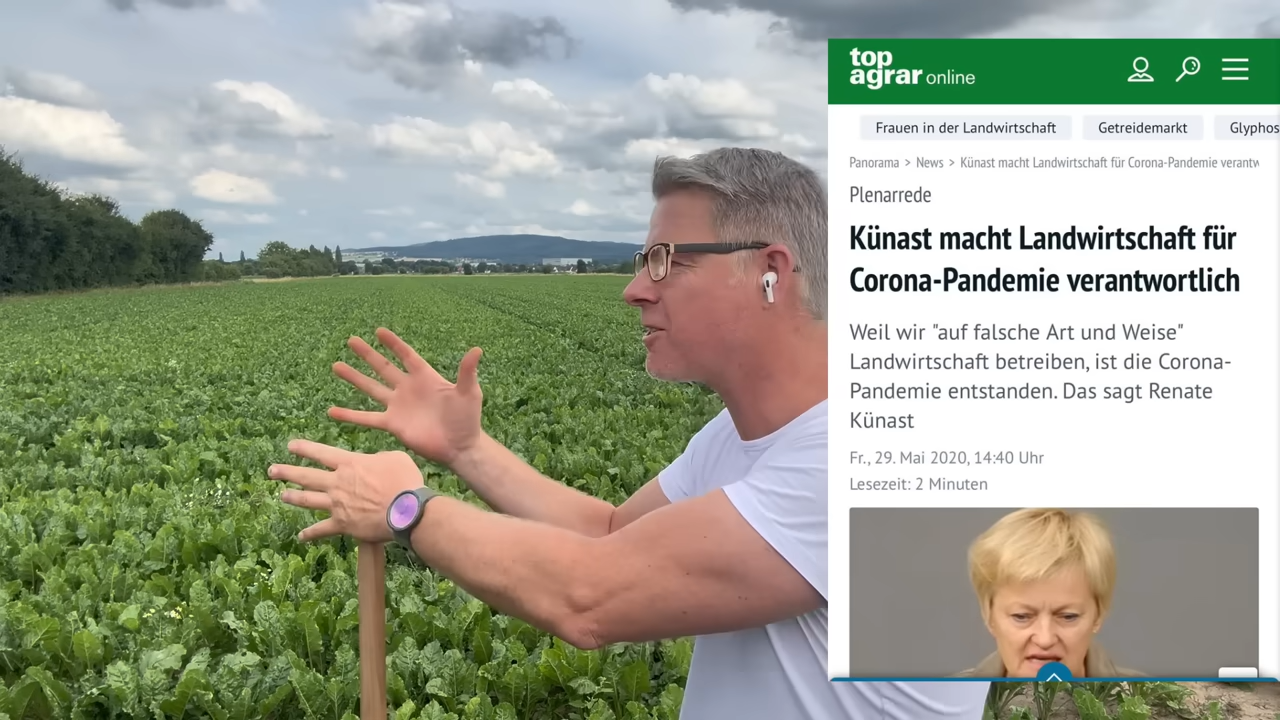 top
agrar online
Frauen in der Landwirtschaft
Getreidemarkt
Glyphos
Panorama > News > Künast macht Landwirtschaft für Corona-Pandemie verantw
Plenarrede
Künast macht Landwirtschaft für
Corona-Pandemie verantwortlich
Weil wir "auf falsche Art und Weise"
Landwirtschaft betreiben, ist die Corona-
Pandemie entstanden. Das sagt Renate
Künast
Fr., 29. Mai 2020, 14:40 Uhr
Lesezeit: 2 Minuten